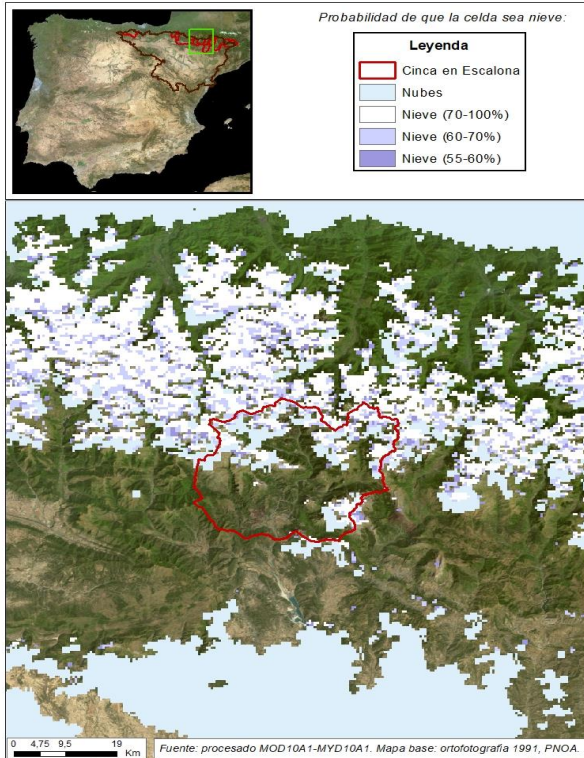 Probabilidad de que la celda sea nieve:
Leyenda
Cinca en Escalona
Nubes
Nieve (70-100%)
Nieve (60-70%)
Nieve (55-60%)
0 4,75 9,5 19
Km
Fuente: procesado MOD10A1-MYD10A1. Mapa base: ortofotografía 1991, PNOA.